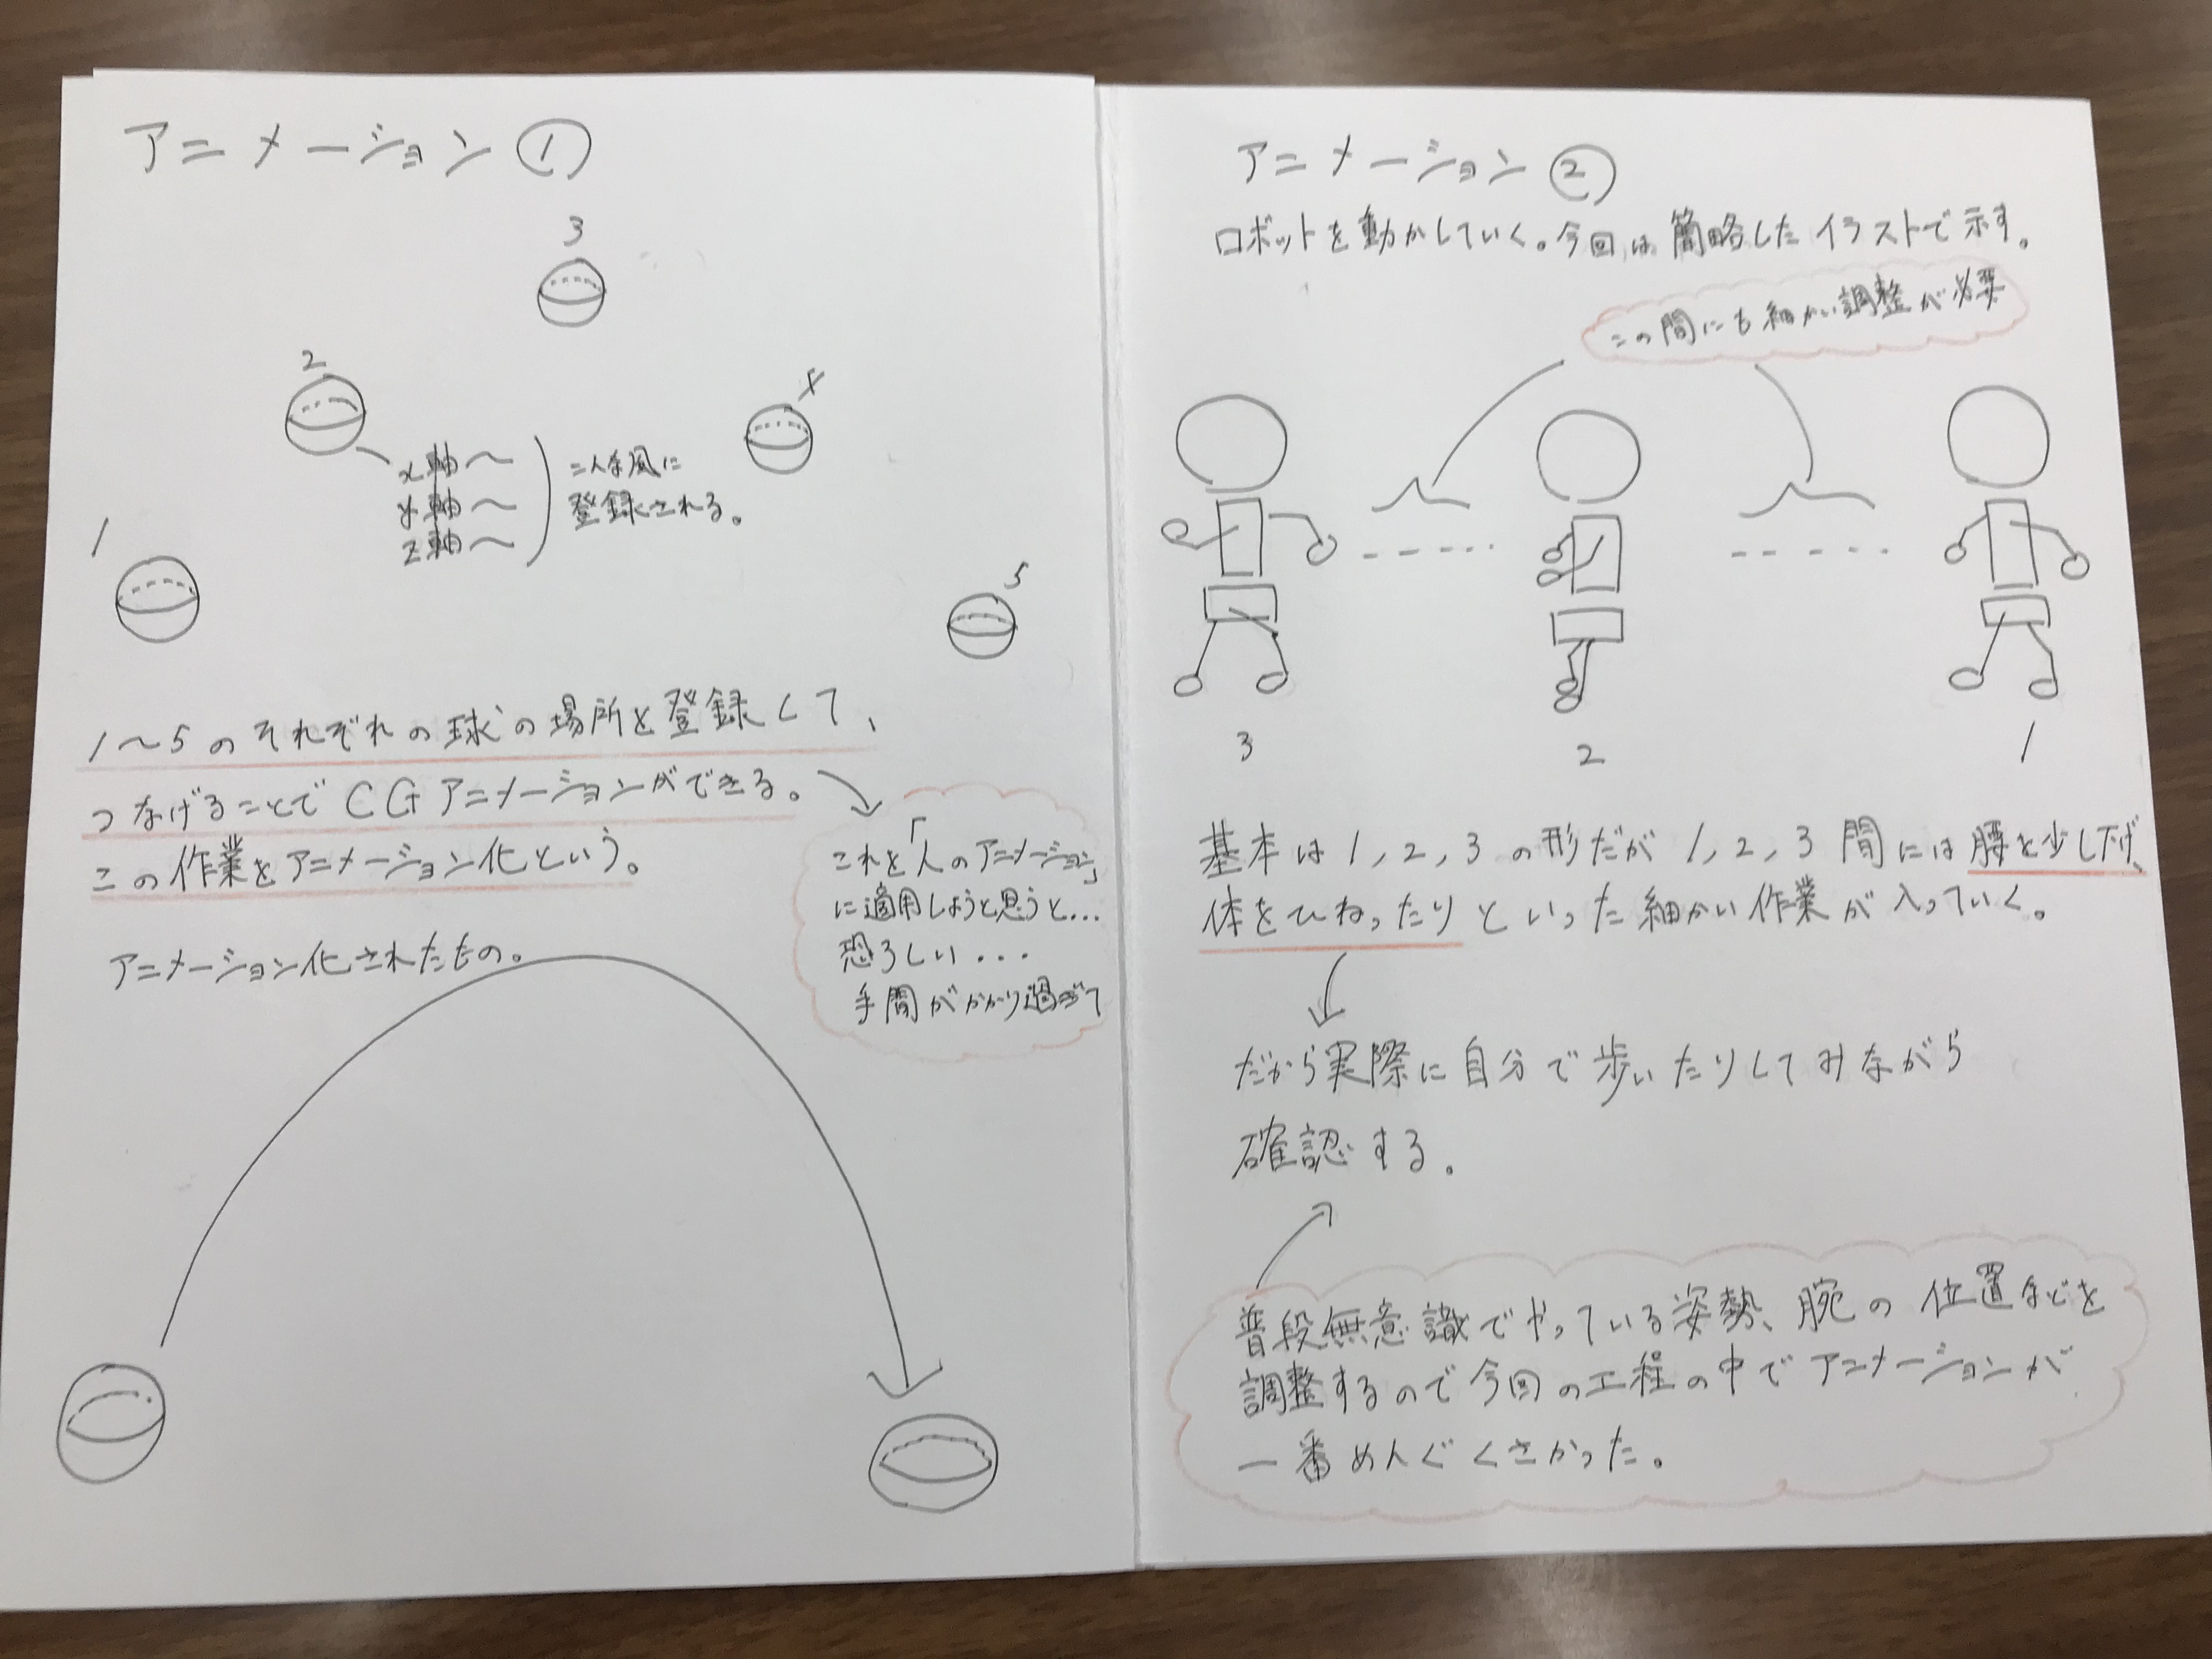 アニメーション ①
3
2
4
x軸〜
y軸〜
z軸〜
こんな風に
登録される。
1
5
1〜5のそれぞれの球の場所を登録して、
つなげることでCGアニメーションができる。
この作業をアニメーション化という。
これを「人のアニメーション」
に適用しようと思うと...
恐ろしい...
手間がかかり過ぎて
アニメーション化されたもの。
アニメーション ②
ロボットを動かしていく。今回は簡略したイラストで示す。
この間にも細かい調整が必要
3
2
1
基本は1,2,3の形だが1,2,3間には腰を少し下げ、
体をひねったりといった細かい作業が入っていく。
だから実際に自分で歩いたりしてみながら
確認する。
普段無意識でやっている姿勢、腕の位置などを
調整するので今回の工程の中でアニメーションが
一番めんどくさかった。